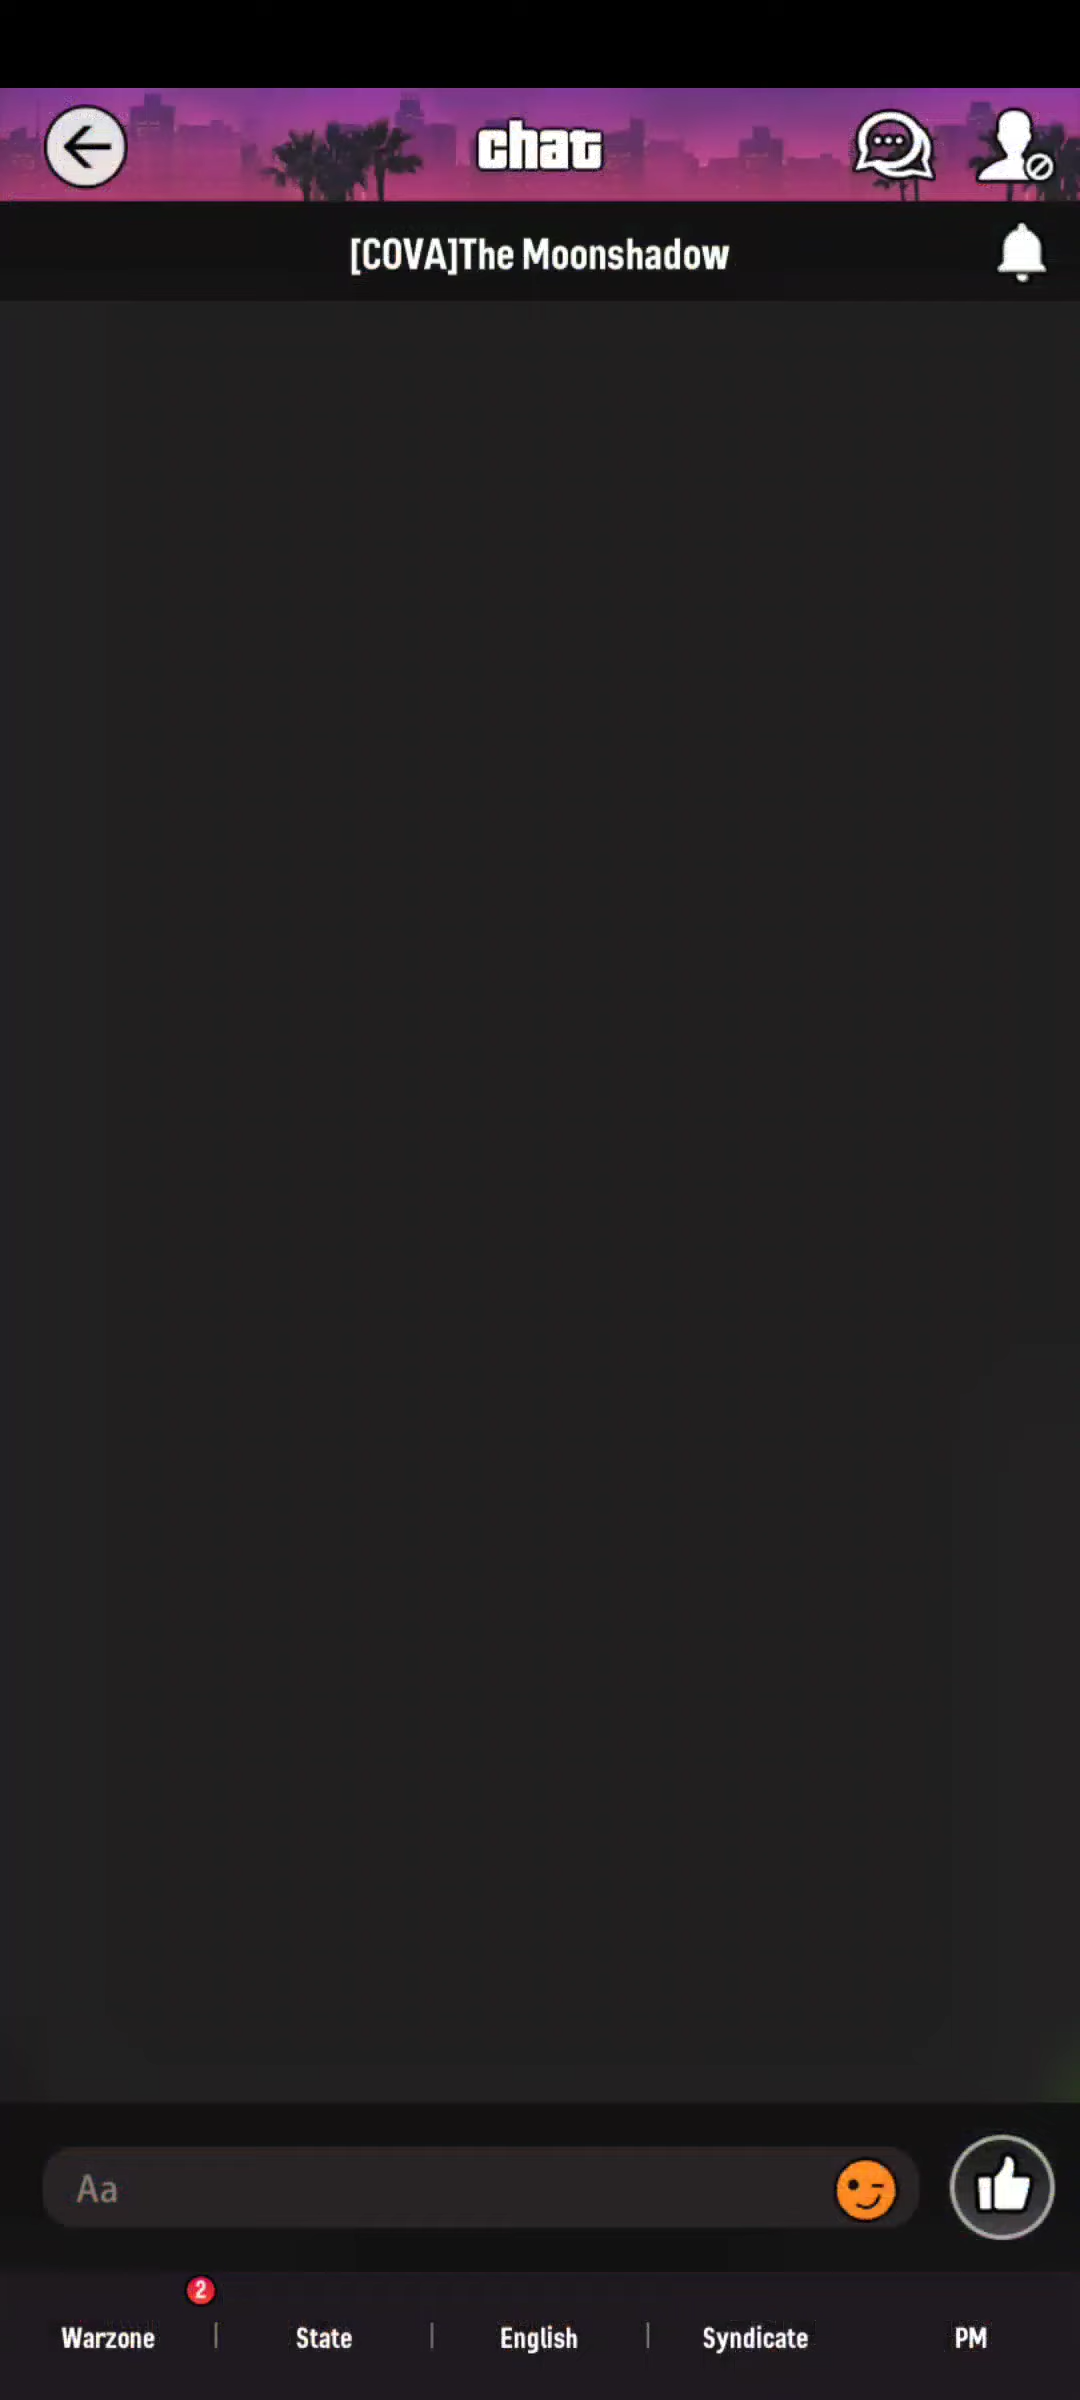 chat
[COVA]The Moonshadow
Aa
2
Warzone | State | English | Syndicate PM